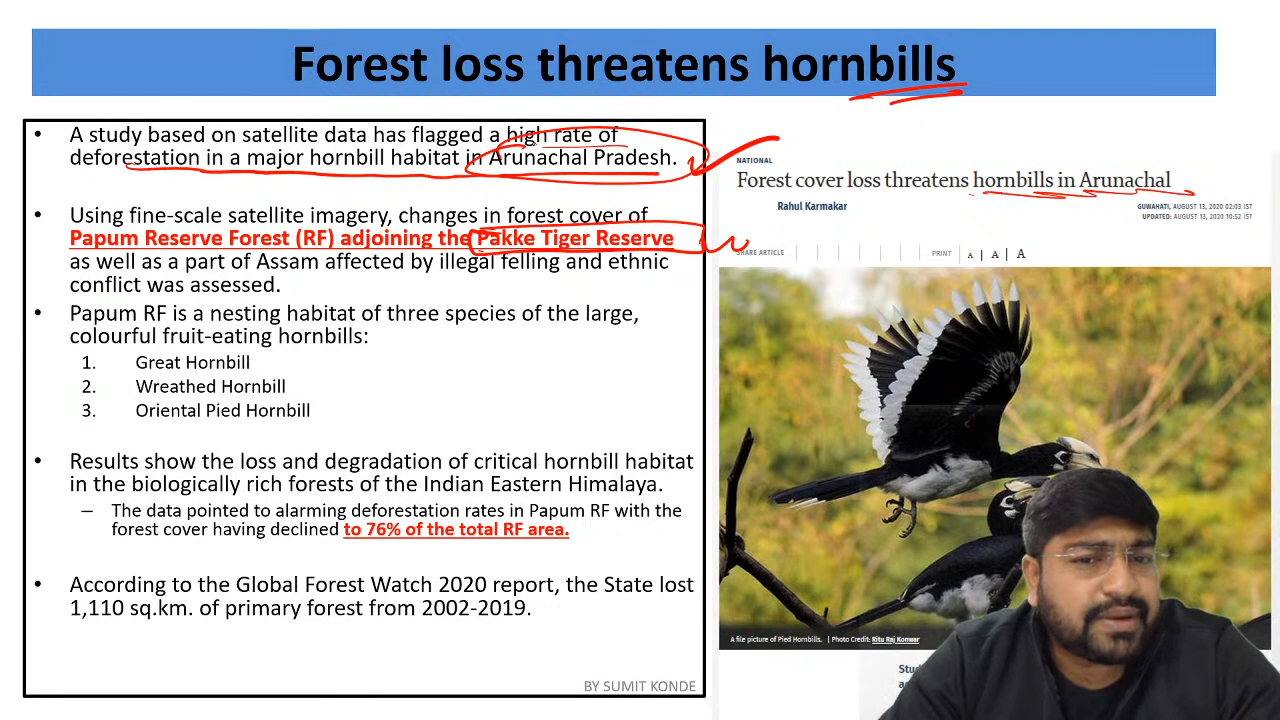 Forest loss threatens hornbills
• A study based on satellite data has flagged a high rate of
deforestation in a major hornbill habitat in Arunachal Pradesh.
• Using fine-scale satellite imagery, changes in forest cover of
Papum Reserve Forest (RF) adjoining the Pakke Tiger Reserve
as well as a part of Assam affected by illegal felling and ethnic
conflict was assessed.
• Papum RF is a nesting habitat of three species of the large,
colourful fruit-eating hornbills:
1. Great Hornbill
2. Wreathed Hornbill
3. Oriental Pied Hornbill
• Results show the loss and degradation of critical hornbill habitat
in the biologically rich forests of the Indian Eastern Himalaya.
– The data pointed to alarming deforestation rates in Papum RF with the
forest cover having declined to 76% of the total RF area.
• According to the Global Forest Watch 2020 report, the State lost
1,110 sq.km. of primary forest from 2002-2019.
BY SUMIT KONDE
NATIONAL
Forest cover loss threatens hornbills in Arunachal
Rahul Karmakar
GUWAHATI, AUGUST 13, 2020 02:03 IST
UPDATED: AUGUST 13, 2020 10:52 IST
SHARE ARTICLE
PRINT A | A | A
A file picture of Pied Hornbills. | Photo Credit: Ritu Raj Konwar